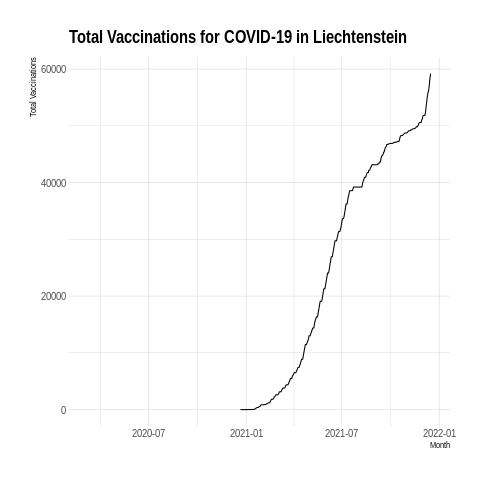 Total Vaccinations for COVID-19 in Liechtenstein
Total Vaccinations
60000
40000
20000
0
2020-07
2021-01
2021-07
2022-01
Month